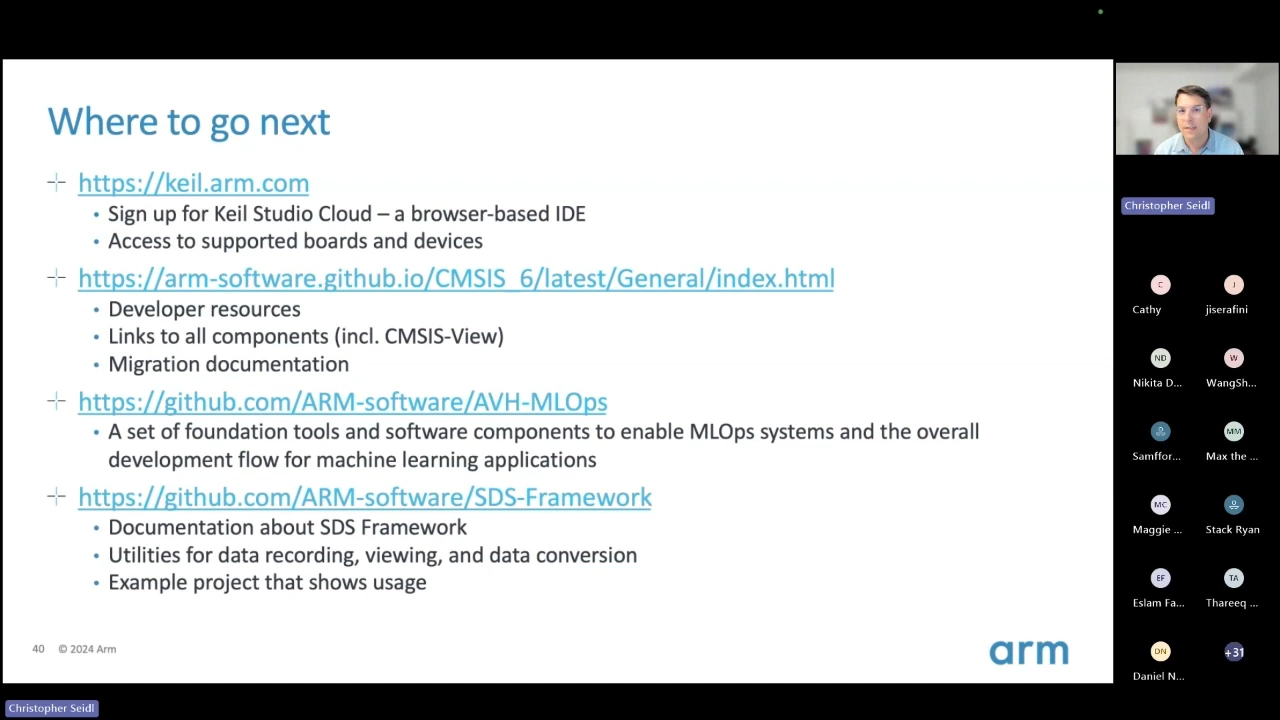 Where to go next
https://keil.arm.com
• Sign up for Keil Studio Cloud – a browser-based IDE
• Access to supported boards and devices
https://arm-software.github.io/CMSIS_6/latest/General/index.html
• Developer resources
• Links to all components (incl. CMSIS-View)
• Migration documentation
https://github.com/ARM-software/AVH-MLOps
• A set of foundation tools and software components to enable MLOps systems and the overall
development flow for machine learning applications
https://github.com/ARM-software/SDS-Framework
• Documentation about SDS Framework
• Utilities for data recording, viewing, and data conversion
• Example project that shows usage
40 © 2024 Arm
arm
Christopher Seidl
Christopher Seidl
C J
Cathy jiserafini
ND W
Nikita D... WangSh...
MM
Samffor... Max the ...
MC
Maggie ... Stack Ryan
EF TA
Eslam Fa... Thareeq ...
DN +31
Daniel N...